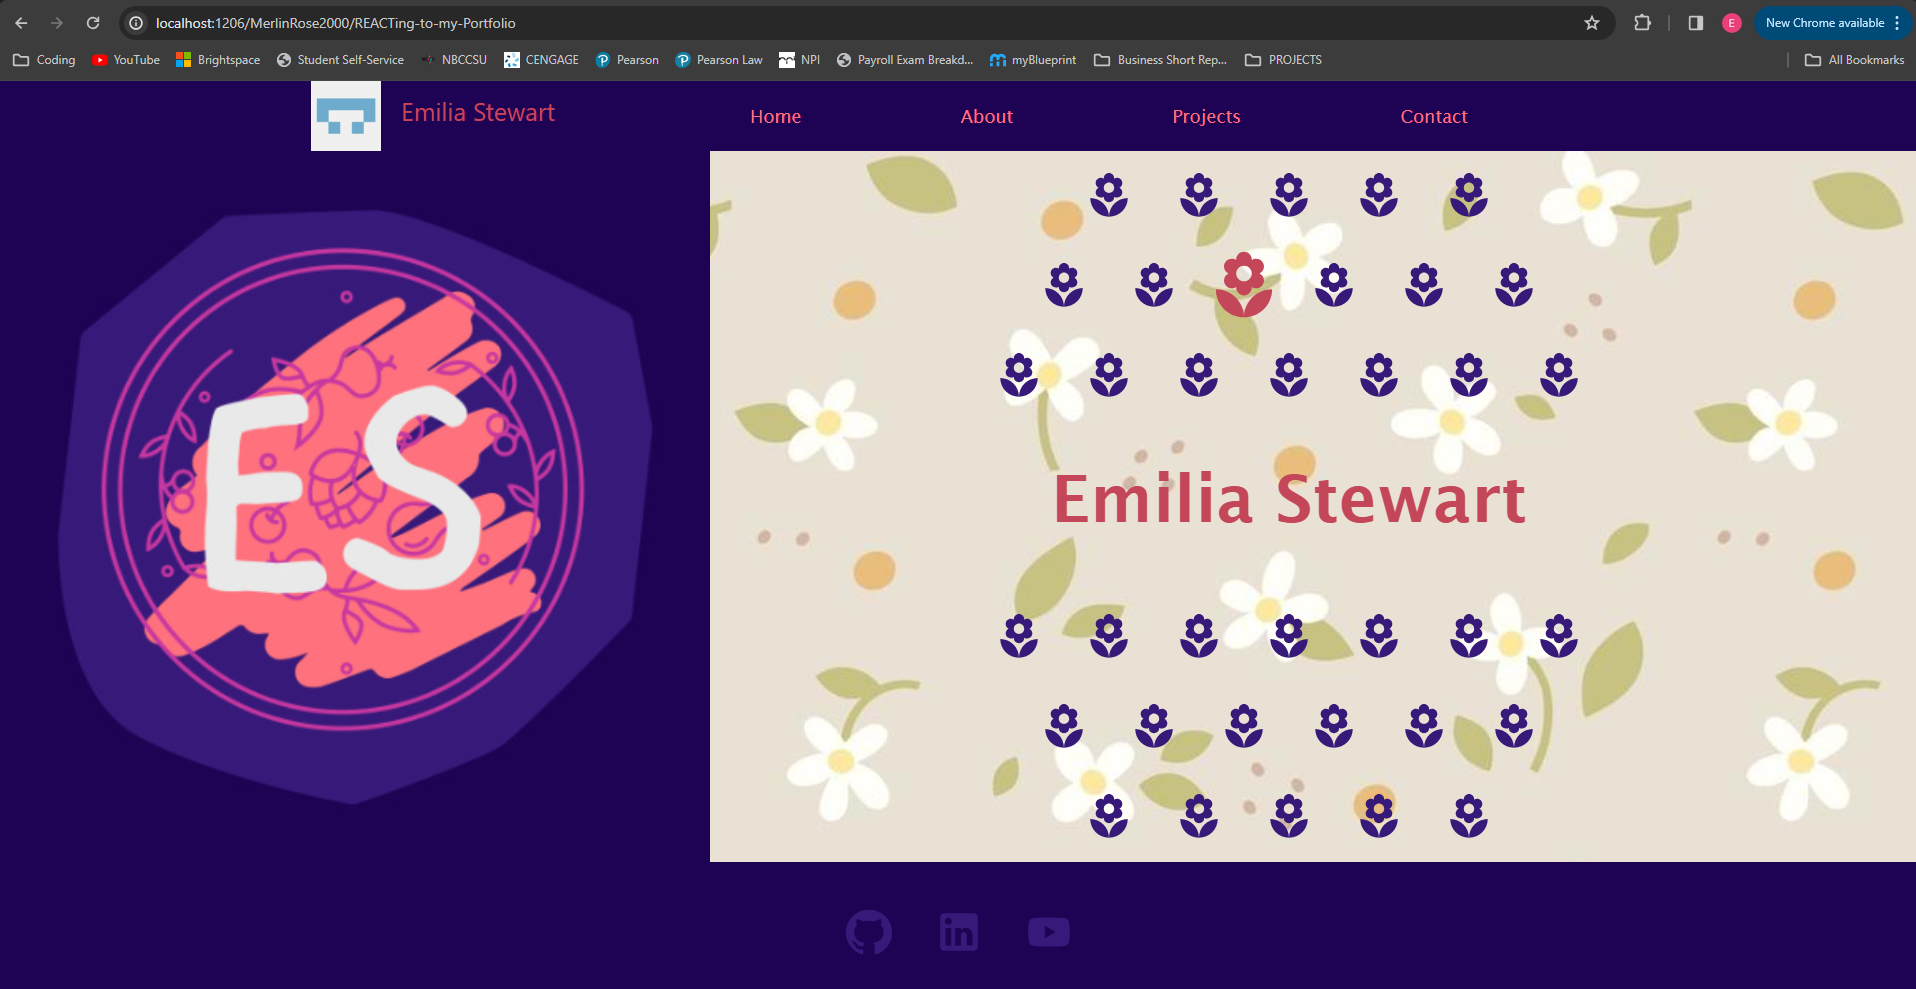 localhost:1206/MerlinRose2000/REACTing-to-my-Portfolio
E
New Chrome available
Coding
YouTube
Brightspace
Student Self-Service
NBCCSU
CENGAGE
Pearson
Pearson Law
NPI
Payroll Exam Breakd...
myBlueprint
Business Short Rep...
PROJECTS
All Bookmarks
Emilia Stewart
Home
About
Projects
Contact
ES
Emilia Stewart
in